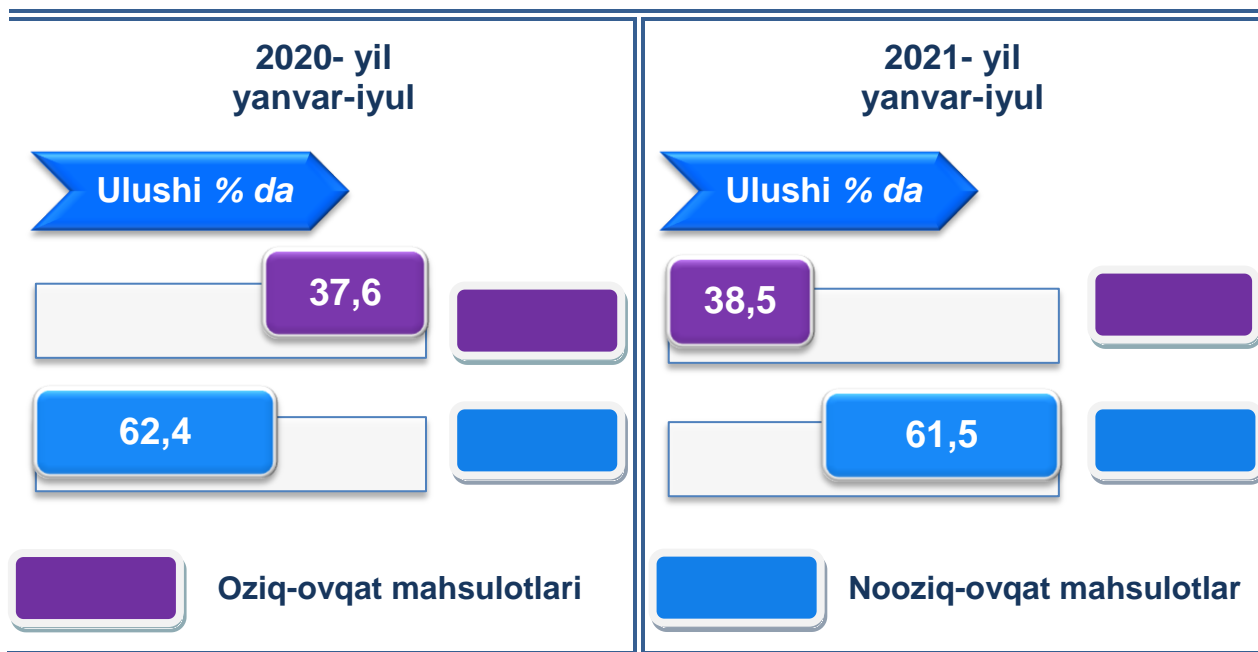 2020- yil
yanvar-iyul
Ulushi % da
37,6
62,4
2021- yil
yanvar-iyul
Ulushi % da
38,5
61,5
Oziq-ovqat mahsulotlari
Nooziq-ovqat mahsulotlar